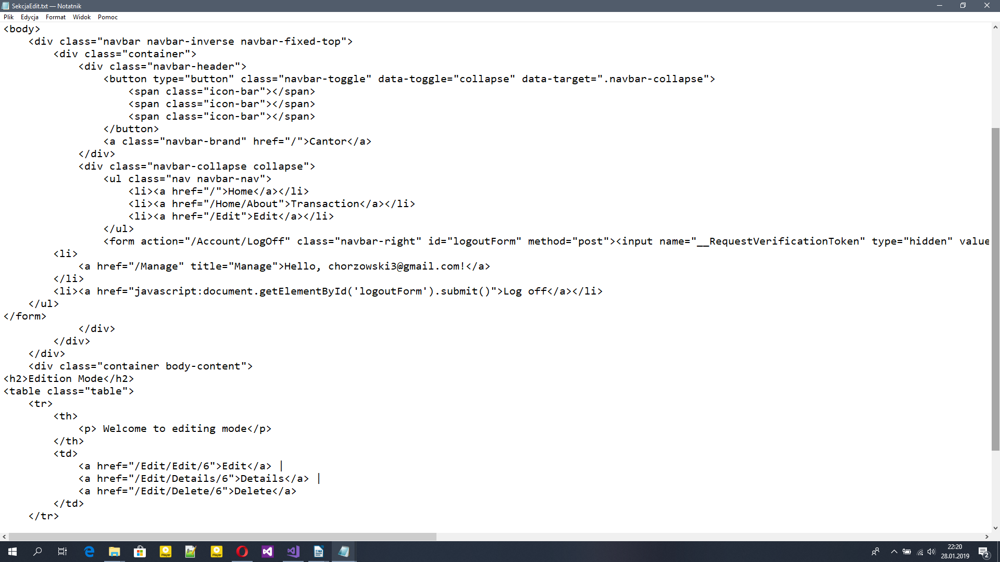 SekcjaEdit.txt — Notatnik
Plik Edycja Format Widok Pomoc
<body>
    <div class="navbar navbar-inverse navbar-fixed-top">
        <div class="container">
            <div class="navbar-header">
                <button type="button" class="navbar-toggle" data-toggle="collapse" data-target=".navbar-collapse">
                    <span class="icon-bar"></span>
                    <span class="icon-bar"></span>
                    <span class="icon-bar"></span>
                </button>
                <a class="navbar-brand" href="/">Cantor</a>
            </div>
            <div class="navbar-collapse collapse">
                <ul class="nav navbar-nav">
                    <li><a href="/">Home</a></li>
                    <li><a href="/Home/About">Transaction</a></li>
                    <li><a href="/Edit">Edit</a></li>
                </ul>
                <form action="/Account/LogOff" class="navbar-right" id="logoutForm" method="post"><input name="__RequestVerificationToken" type="hidden" value
        <li>
            <a href="/Manage" title="Manage">Hello, chorzowski3@gmail.com!</a>
        </li>
        <li><a href="javascript:document.getElementById('logoutForm').submit()">Log off</a></li>
    </ul>
</form>
            </div>
        </div>
    </div>
    <div class="container body-content">
<h2>Edition Mode</h2>
<table class="table">
    <tr>
        <th>
            <p> Welcome to editing mode</p>
        </th>
        <td>
            <a href="/Edit/Edit/6">Edit</a> |
            <a href="/Edit/Details/6">Details</a> |
            <a href="/Edit/Delete/6">Delete</a>
        </td>
    </tr>
Player
Player
22:20
28.01.2019
2